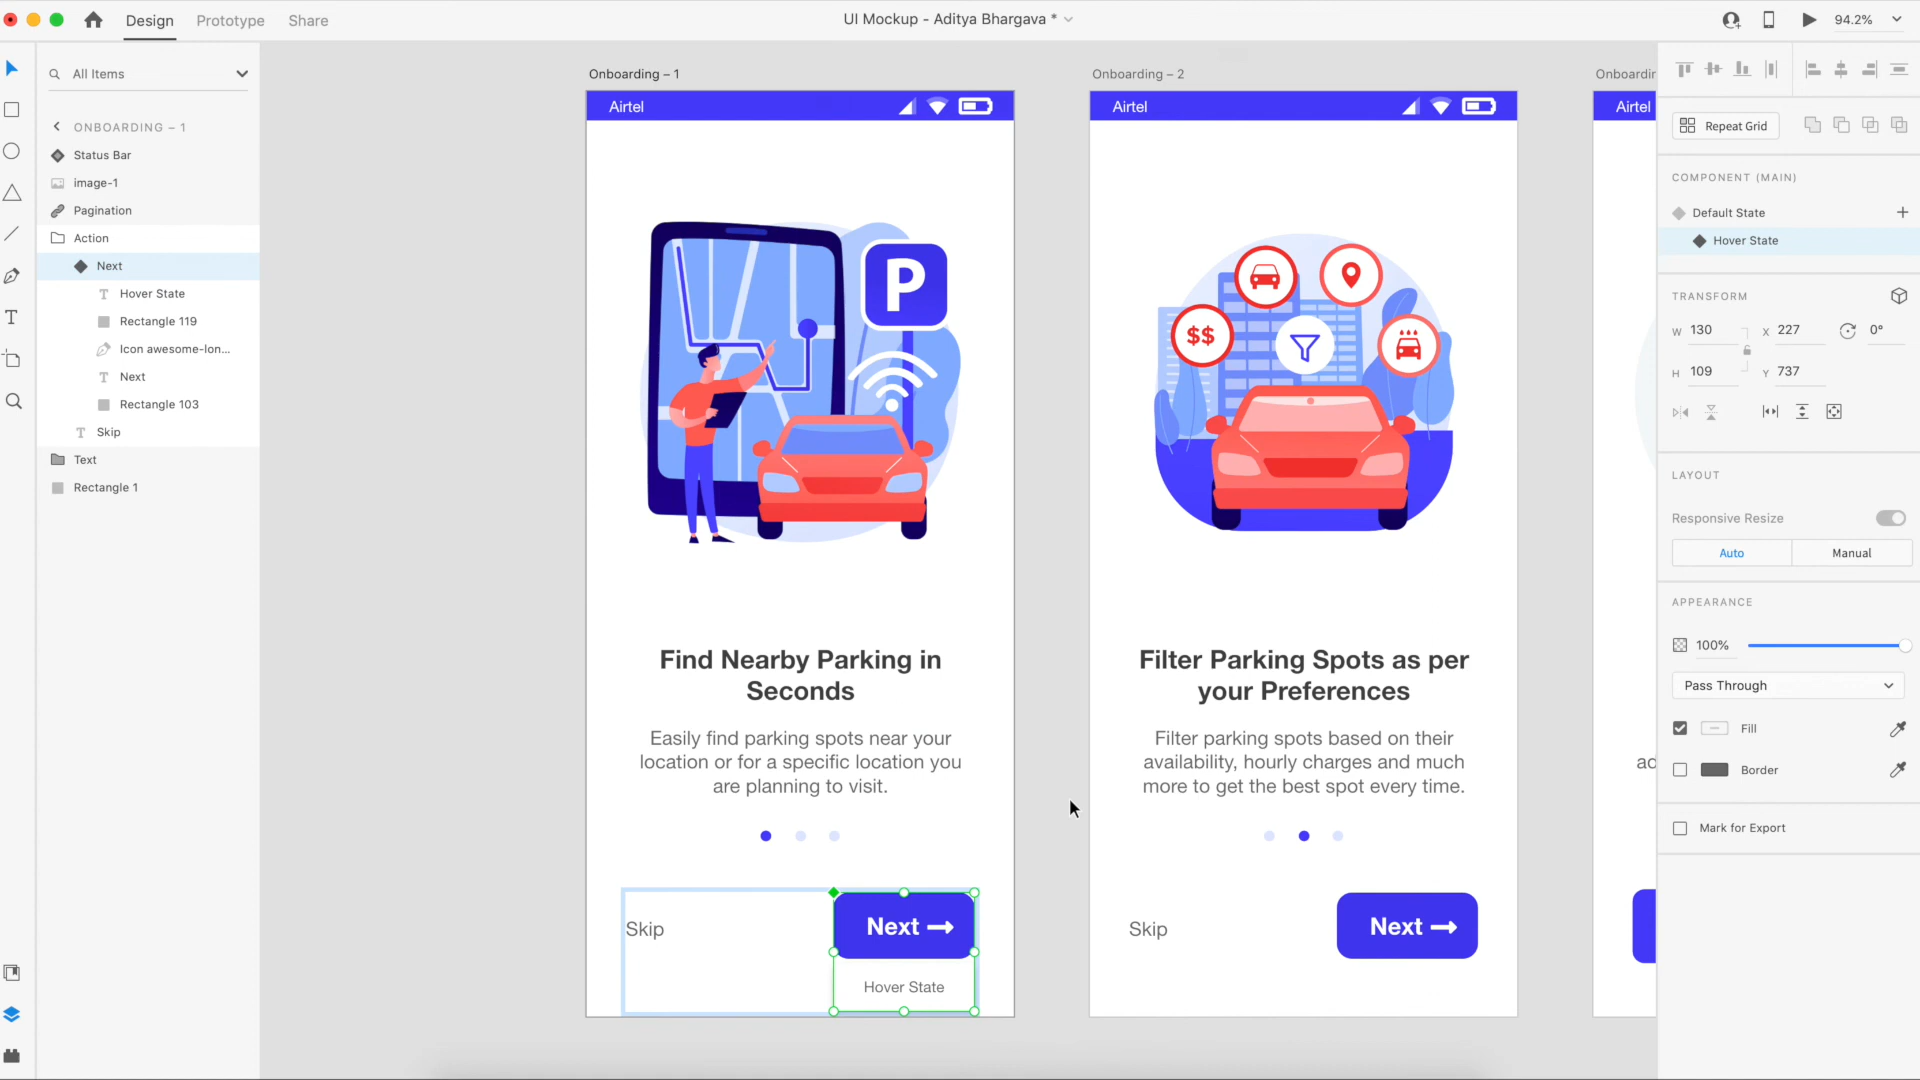 Design
Prototype
Share
UI Mockup - Aditya Bhargava *
94.2%
All Items
ONBOARDING – 1
Status Bar
image-1
Pagination
Action
Next
Hover State
Rectangle 119
Icon awesome-lon...
Next
Rectangle 103
Skip
Text
Rectangle 1
Onboarding – 1
Airtel
P
Find Nearby Parking in
Seconds
Easily find parking spots near your
location or for a specific location you
are planning to visit.
Skip
Next
Hover State
Onboarding – 2
Airtel
$$
Filter Parking Spots as per
your Preferences
Filter parking spots based on their
availability, hourly charges and much
more to get the best spot every time.
Skip
Next
Onboardin
Airtel
ac
Repeat Grid
COMPONENT (MAIN)
Default State
Hover State
TRANSFORM
W 130 X 227 0°
H 109 Y 737
LAYOUT
Responsive Resize
Auto Manual
APPEARANCE
100%
Pass Through
Fill
Border
Mark for Export